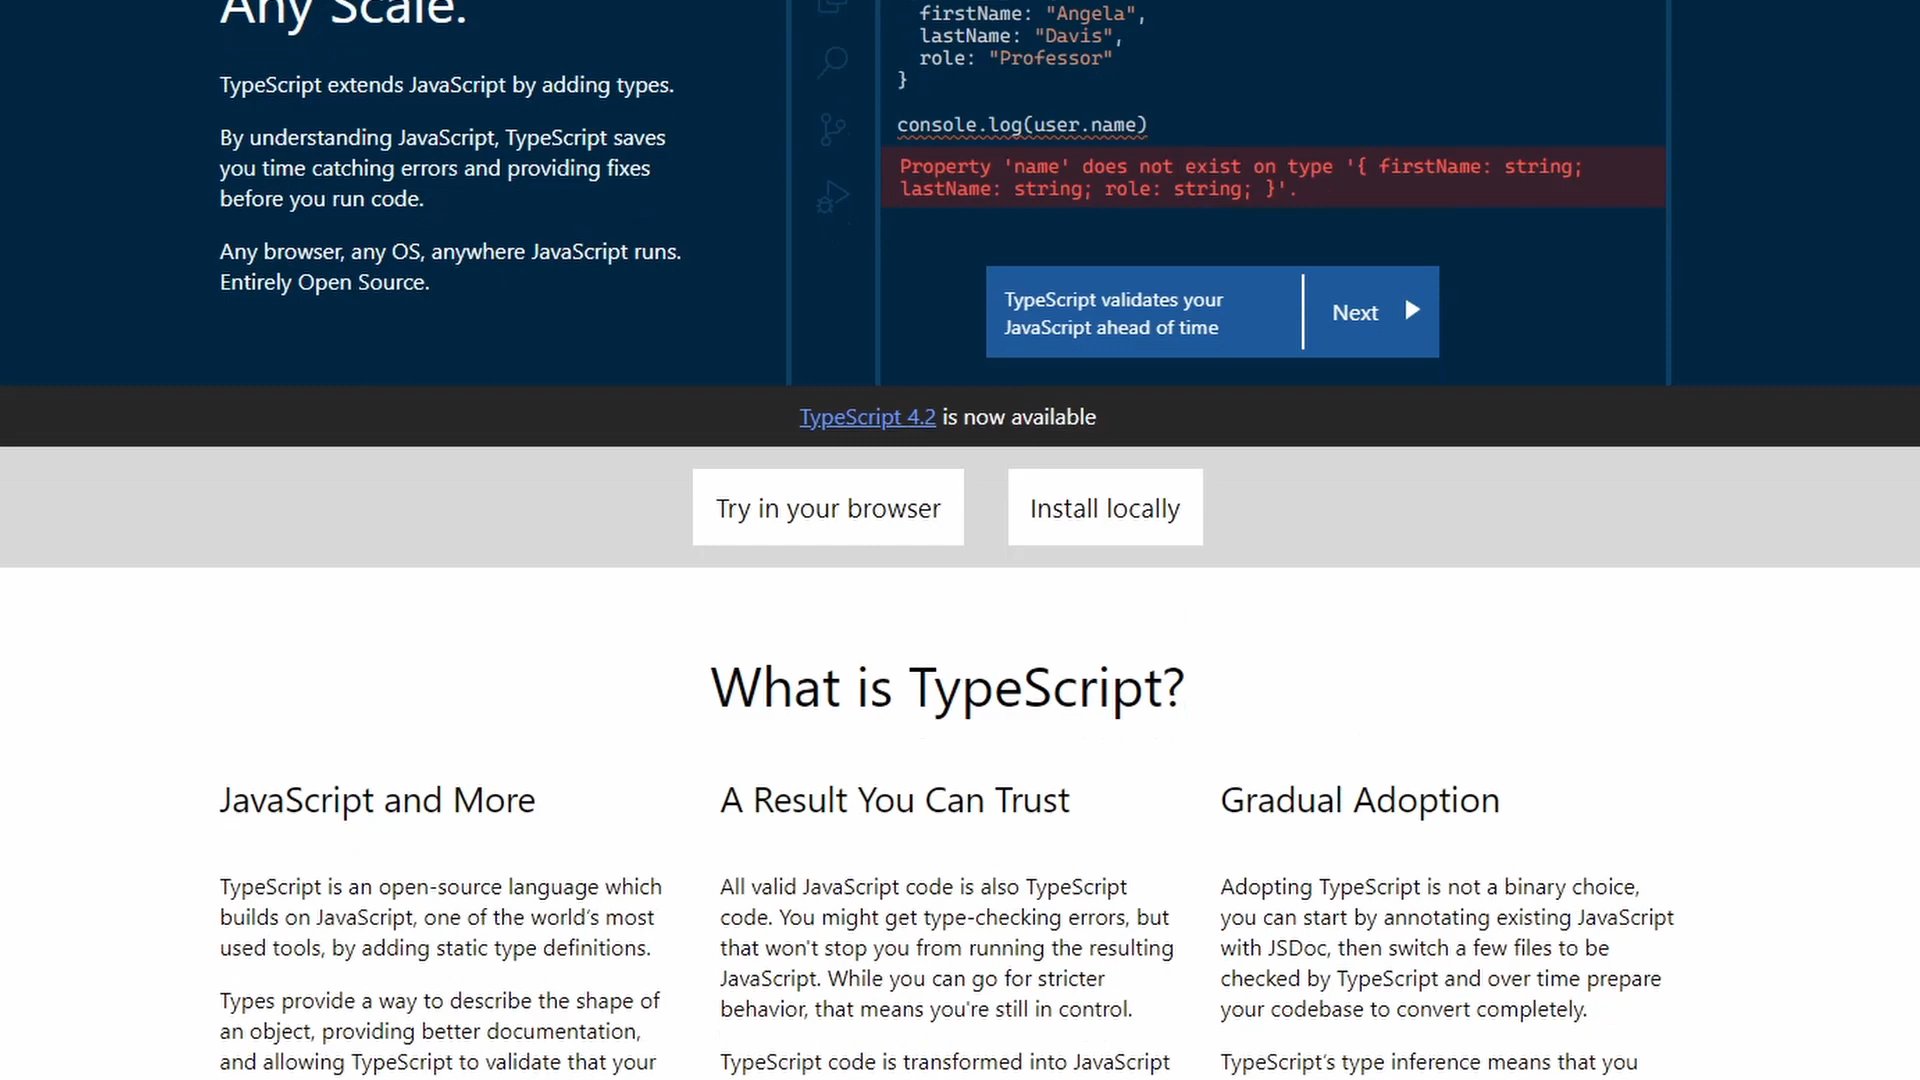 Any Scale.
TypeScript extends JavaScript by adding types.
By understanding JavaScript, TypeScript saves
you time catching errors and providing fixes
before you run code.
Any browser, any OS, anywhere JavaScript runs.
Entirely Open Source.
firstName: "Angela",
lastName: "Davis",
role: "Professor"
}
console.log(user.name)
Property 'name' does not exist on type '{ firstName: string;
lastName: string; role: string; }'.
TypeScript validates your
JavaScript ahead of time
Next
TypeScript 4.2 is now available
Try in your browser
Install locally
What is TypeScript?
JavaScript and More
TypeScript is an open-source language which
builds on JavaScript, one of the world’s most
used tools, by adding static type definitions.
Types provide a way to describe the shape of
an object, providing better documentation,
and allowing TypeScript to validate that your
A Result You Can Trust
All valid JavaScript code is also TypeScript
code. You might get type-checking errors, but
that won't stop you from running the resulting
JavaScript. While you can go for stricter
behavior, that means you're still in control.
TypeScript code is transformed into JavaScript
Gradual Adoption
Adopting TypeScript is not a binary choice,
you can start by annotating existing JavaScript
with JSDoc, then switch a few files to be
checked by TypeScript and over time prepare
your codebase to convert completely.
TypeScript’s type inference means that you